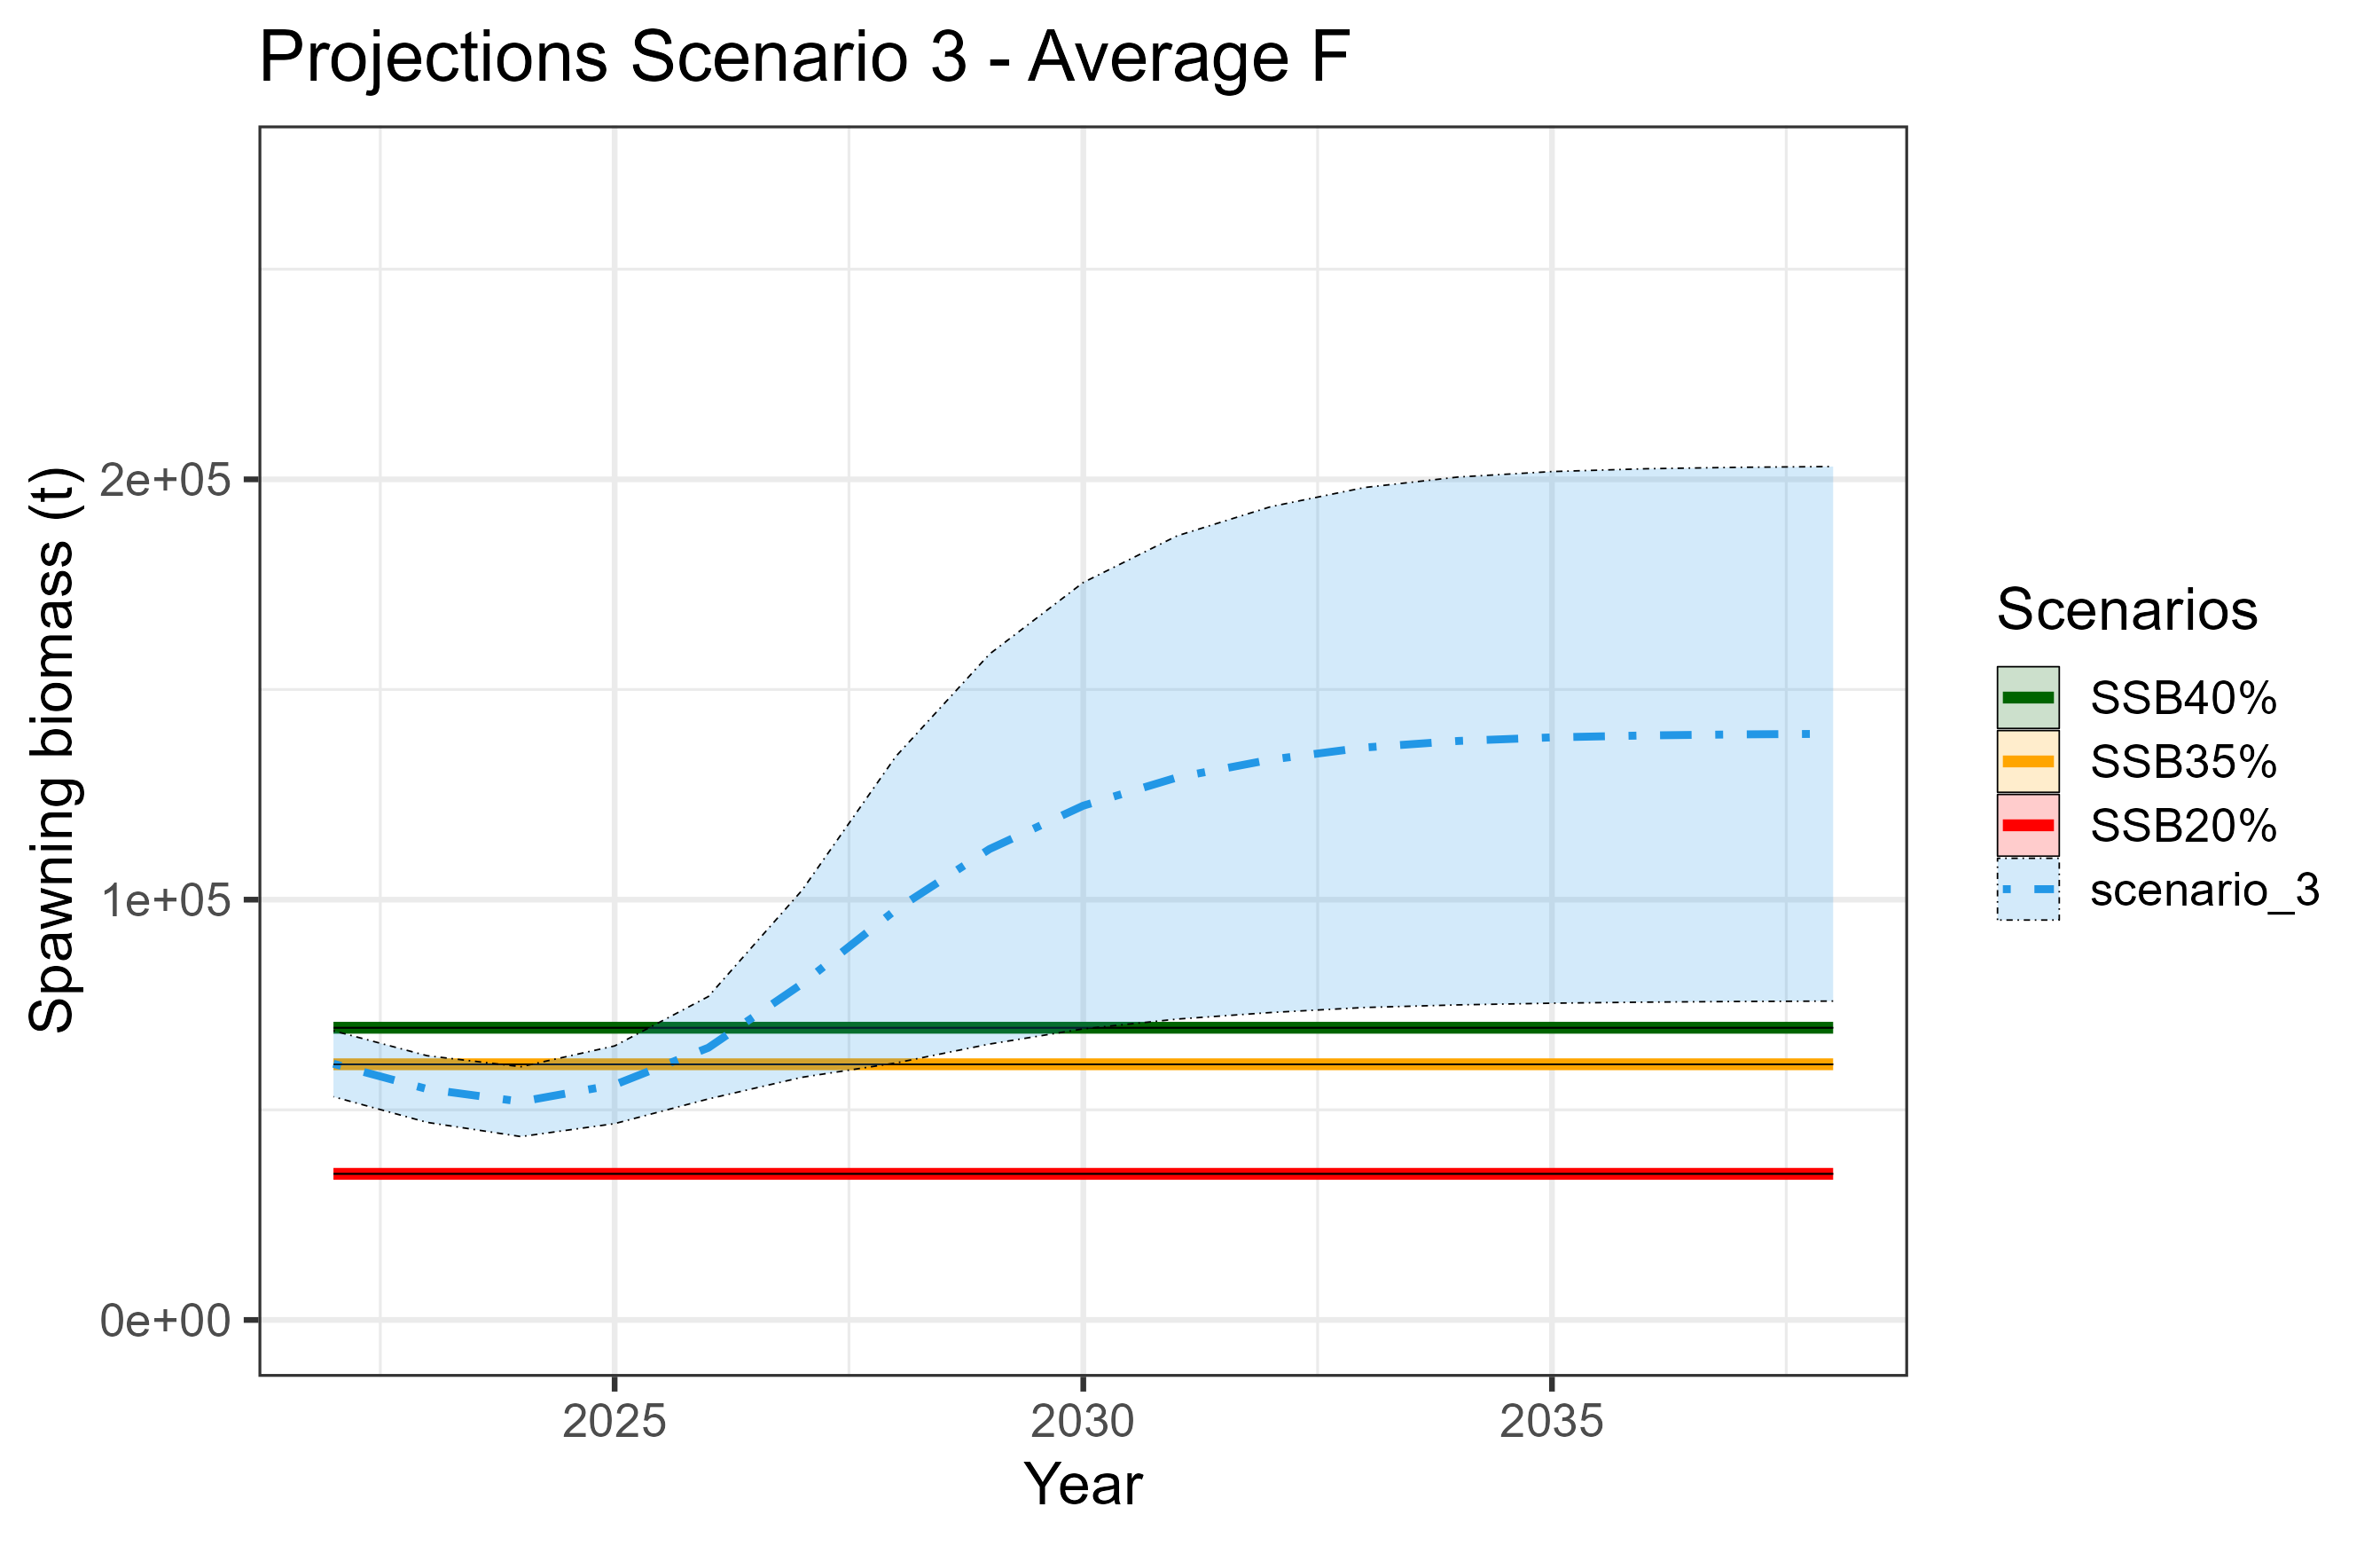 Projections Scenario 3 - Average F
Spawning biomass (t)
2e+05
1e+05
0e+00
2025
2030
2035
Year
Scenarios
SSB40%
SSB35%
SSB20%
scenario_3